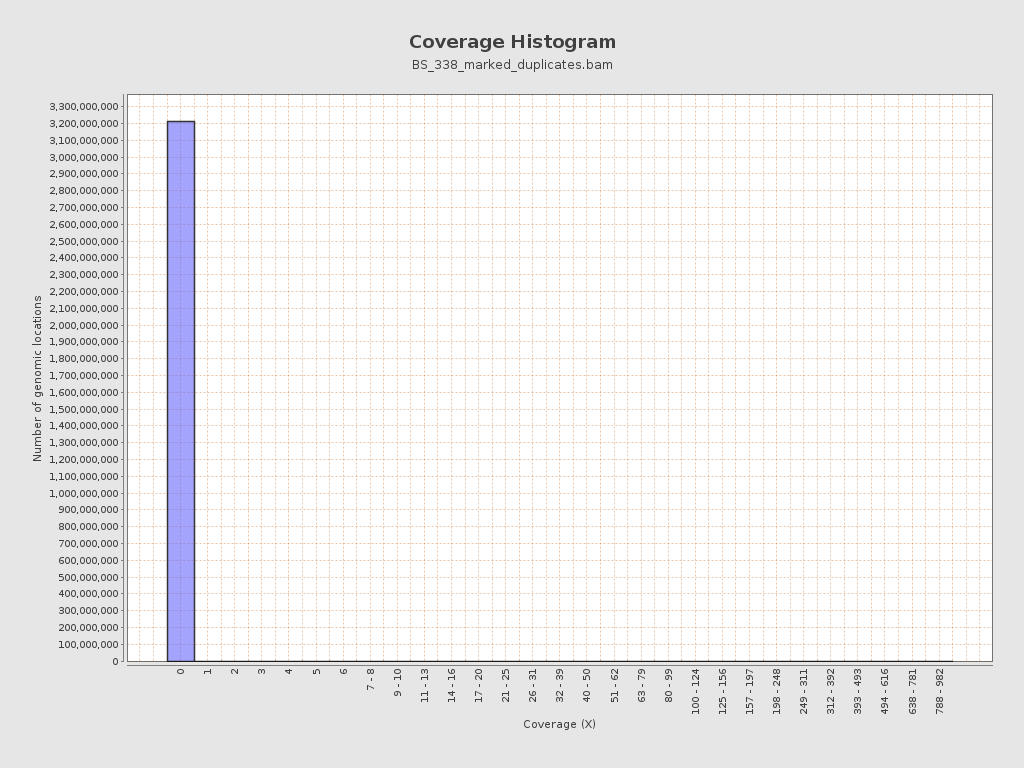 Coverage Histogram
BS_338_marked_duplicates.bam
Number of genomic locations
3,300,000,000
3,200,000,000
3,100,000,000
3,000,000,000
2,900,000,000
2,800,000,000
2,700,000,000
2,600,000,000
2,500,000,000
2,400,000,000
2,300,000,000
2,200,000,000
2,100,000,000
2,000,000,000
1,900,000,000
1,800,000,000
1,700,000,000
1,600,000,000
1,500,000,000
1,400,000,000
1,300,000,000
1,200,000,000
1,100,000,000
1,000,000,000
900,000,000
800,000,000
700,000,000
600,000,000
500,000,000
400,000,000
300,000,000
200,000,000
100,000,000
0
0
1
2
3
4
5
6
7 - 8
9 - 10
11 - 13
14 - 16
17 - 20
21 - 25
26 - 31
32 - 39
40 - 50
51 - 62
63 - 79
80 - 99
100 - 124
125 - 156
157 - 197
198 - 248
249 - 311
312 - 392
393 - 493
494 - 616
638 - 781
788 - 982
Coverage (X)